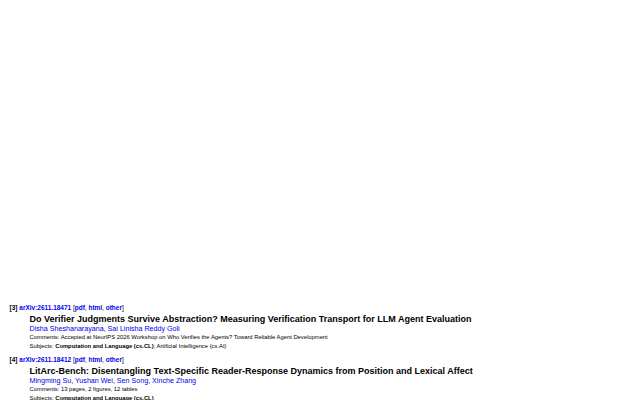 [3] arXiv:2611.18471 [pdf, html, other]
Do Verifier Judgments Survive Abstraction? Measuring Verification Transport for LLM Agent Evaluation
Disha Sheshanarayana, Sai Linisha Reddy Goli
Comments: Accepted at NeurIPS 2026 Workshop on Who Verifies the Agents? Toward Reliable Agent Development
Subjects: Computation and Language (cs.CL); Artificial Intelligence (cs.AI)
[4] arXiv:2611.18412 [pdf, html, other]
LitArc-Bench: Disentangling Text-Specific Reader-Response Dynamics from Position and Lexical Affect
Mingming Su, Yushan Wei, Sen Song, Xinche Zhang
Comments: 13 pages, 2 figures, 12 tables
Subjects: Computation and Language (cs.CL)